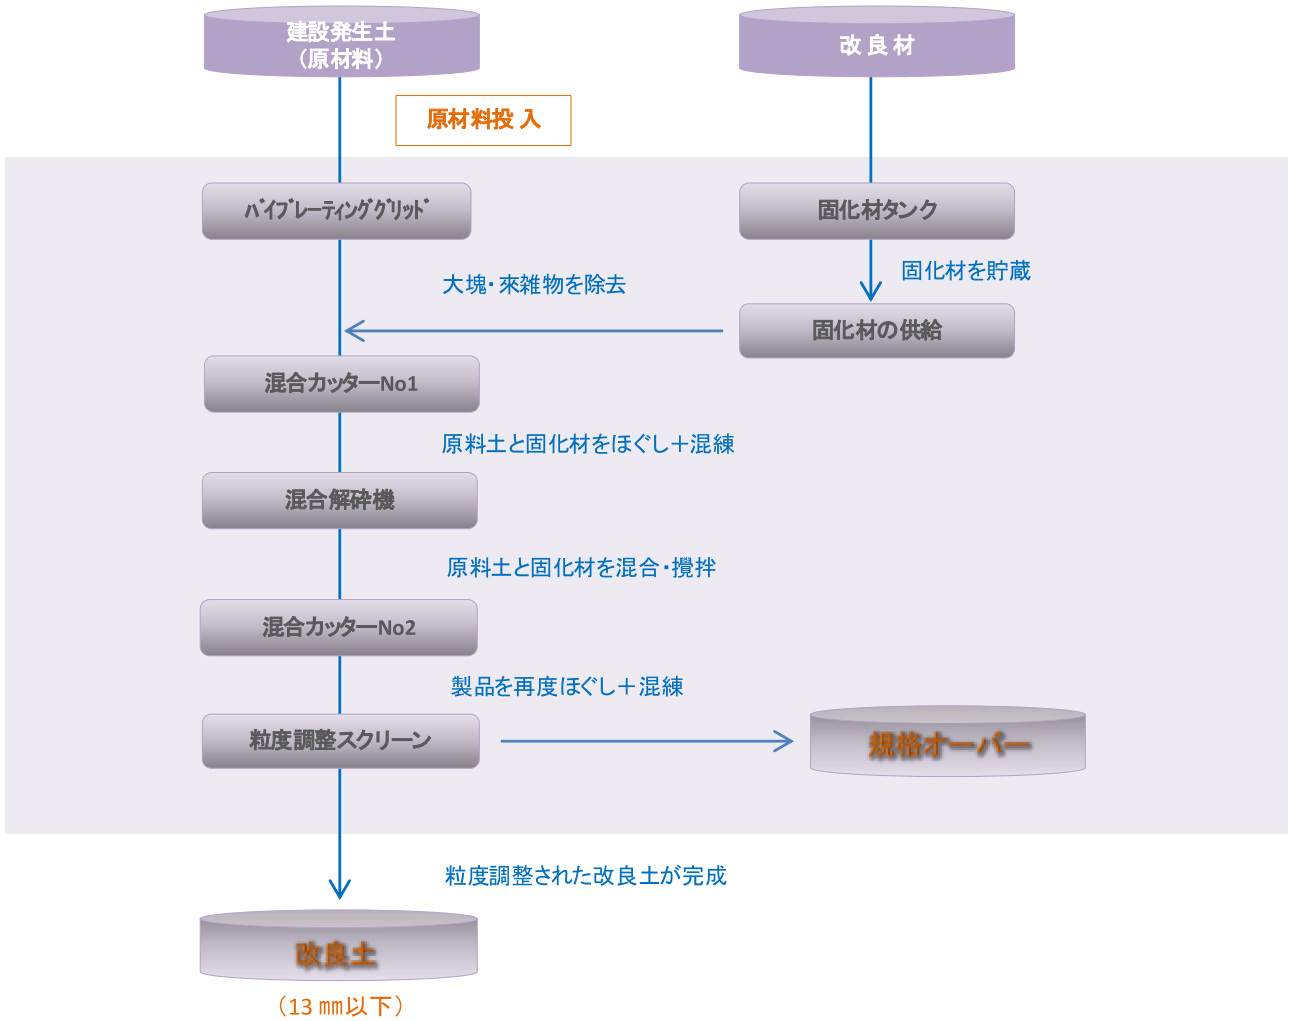 建設発生土
（原材料）
改良材
原材料投入
ﾊﾞｲﾌﾞﾚｰﾃｨﾝｸﾞｸﾞﾘｯﾄﾞ
固化材タンク
固化材を貯蔵
大塊・來雑物を除去
固化材の供給
混合カッターNo1
原料土と固化材をほぐし＋混練
混合解砕機
原料土と固化材を混合・攪拌
混合カッターNo2
製品を再度ほぐし＋混練
粒度調整スクリーン
規格オーバー
粒度調整された改良土が完成
改良土
（13㎜以下）